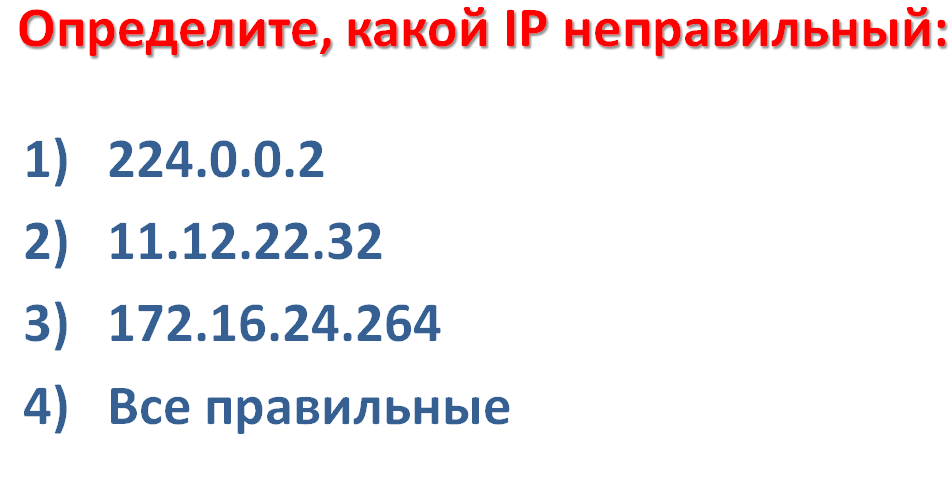 Определите, какой IP неправильный:
1) 224.0.0.2
2) 11.12.22.32
3) 172.16.24.264
4) Все правильные